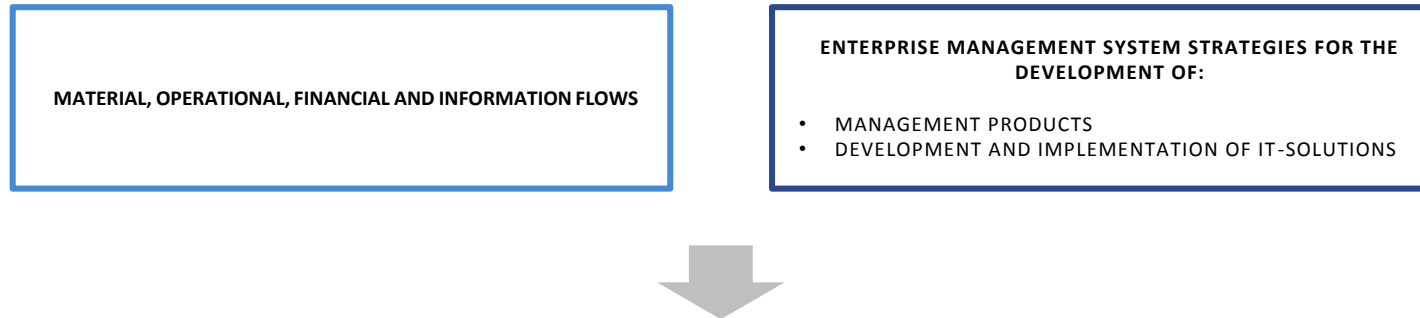 MATERIAL, OPERATIONAL, FINANCIAL AND INFORMATION FLOWS
ENTERPRISE MANAGEMENT SYSTEM STRATEGIES FOR THE
DEVELOPMENT OF:
• MANAGEMENT PRODUCTS
• DEVELOPMENT AND IMPLEMENTATION OF IT-SOLUTIONS